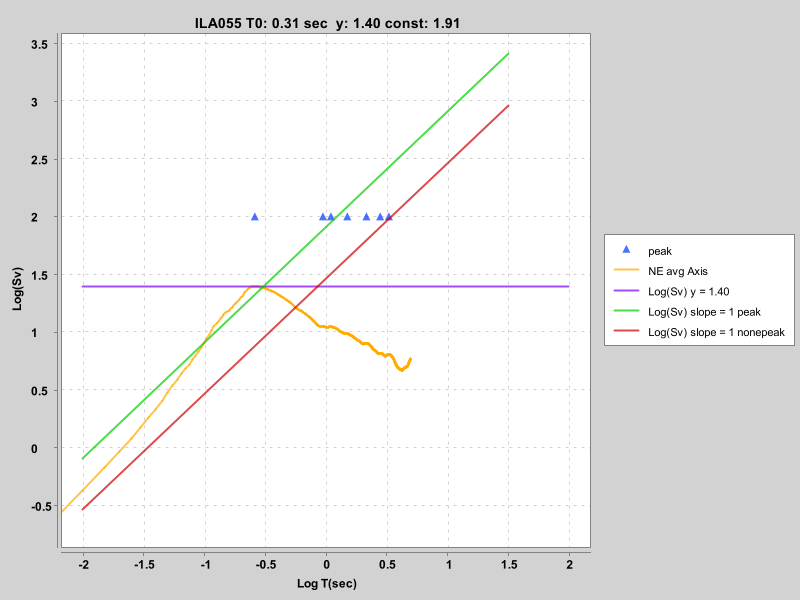 ILA055 T0: 0.31 sec  y: 1.40 const: 1.91
3.5
3
2.5
2
1.5
1
0.5
0
-0.5
Log(Sv)
-2
-1.5
-1
-0.5
0
0.5
1
1.5
2
Log T(sec)
peak
NE avg Axis
Log(Sv) y = 1.40
Log(Sv) slope = 1 peak
Log(Sv) slope = 1 nonepeak